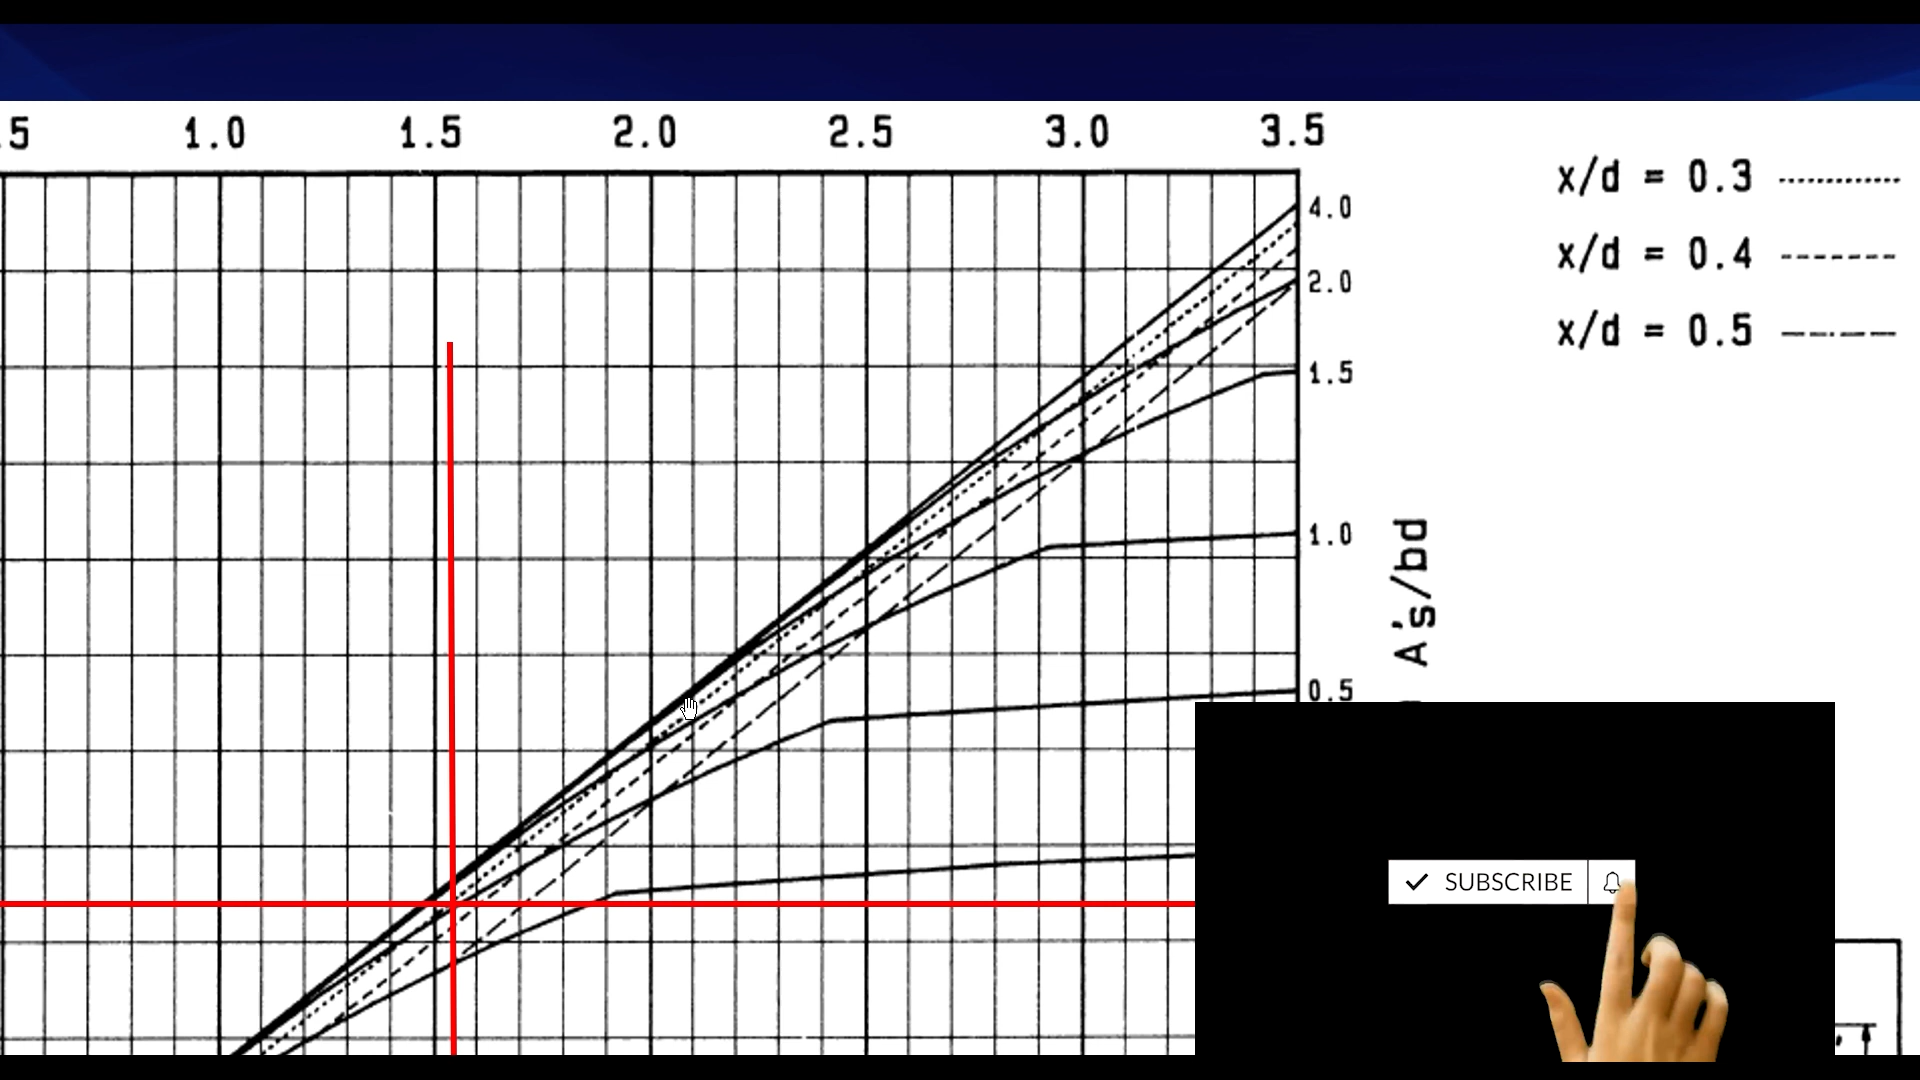 .5 1.0 1.5 2.0 2.5 3.0 3.5
x/d = 0.3
x/d = 0.4
x/d = 0.5
4.0
2.0
1.5
1.0
0.5
A's/bd
SUBSCRIBE